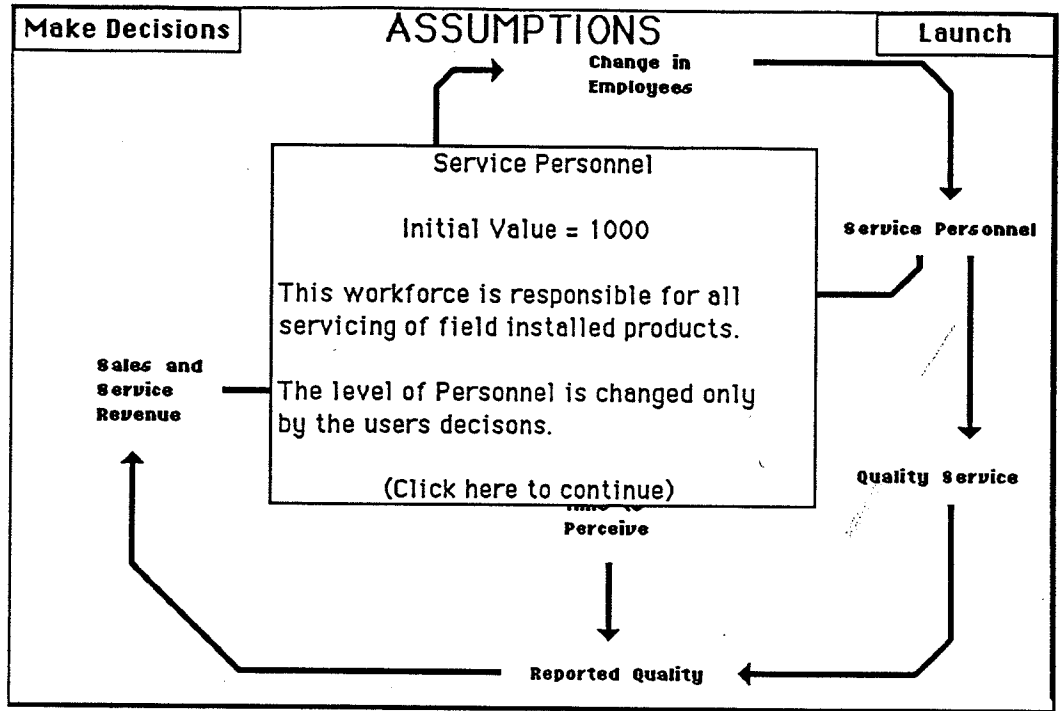 Make Decisions
ASSUMPTIONS
Launch
Change in
Employees
Service Personnel
Initial Value = 1000
This workforce is responsible for all
servicing of field installed products.
The level of Personnel is changed only
by the users decisons.
(Click here to continue)
Service Personnel
Sales and
Service
Revenue
Quality Service
Perceive
Reported Quality